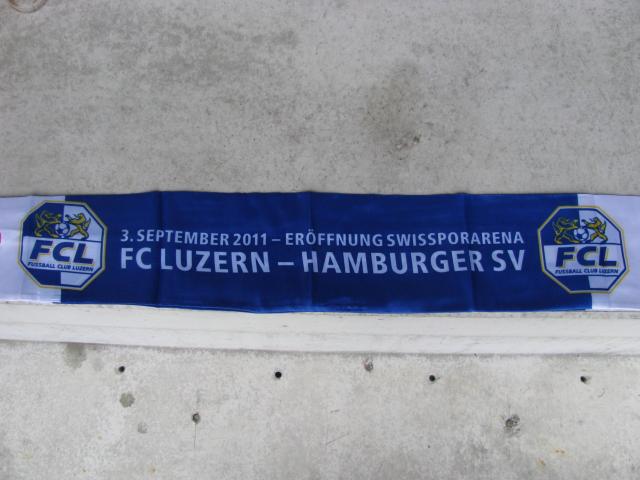 FCL
FUSSBALL CLUB LUZERN
3. SEPTEMBER 2011 – ERÖFFNUNG SWISSPORARENA
FC LUZERN – HAMBURGER SV
FCL
FUSSBALL CLUB LUZERN